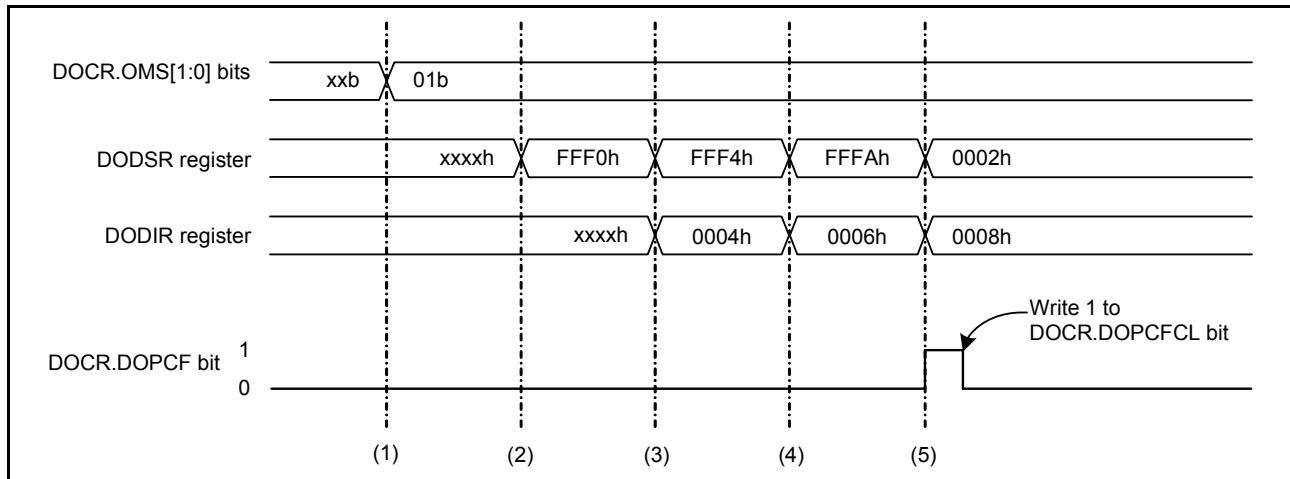 DOCR.OMS[1:0] bits
xxb
01b
DODSR register
xxxxh
FFF0h
FFF4h
FFFAh
0002h
DODIR register
xxxxh
0004h
0006h
0008h
Write 1 to
DOCR.DOPCFCL bit
DOCR.DOPCF bit
1
0
(1)
(2)
(3)
(4)
(5)